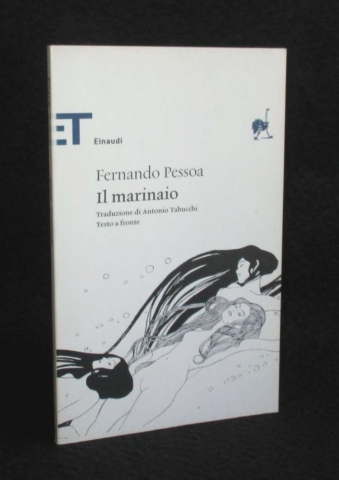 ET
Einaudi
Fernando Pessoa
Il marinaio
Traduzione di Antonio Tabucchi
Testo a fronte